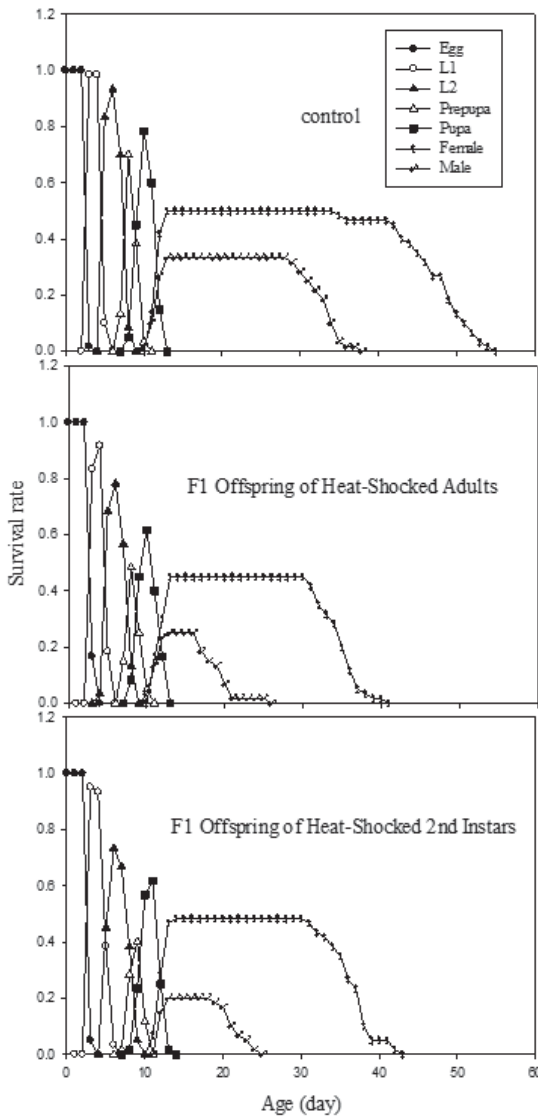 1.2
1.0
0.8
0.6
0.4
0.2
0.0
Egg
L1
L2
Prepupa
Pupa
Female
Male
control
1.0
0.8
0.6
0.4
0.2
0.0
F1 Offspring of Heat-Shocked Adults
Survival rate
1.2
1.0
0.8
0.6
0.4
0.2
0.0
F1 Offspring of Heat-Shocked 2nd Instars
0 10 20 30 40 50 60
Age (day)